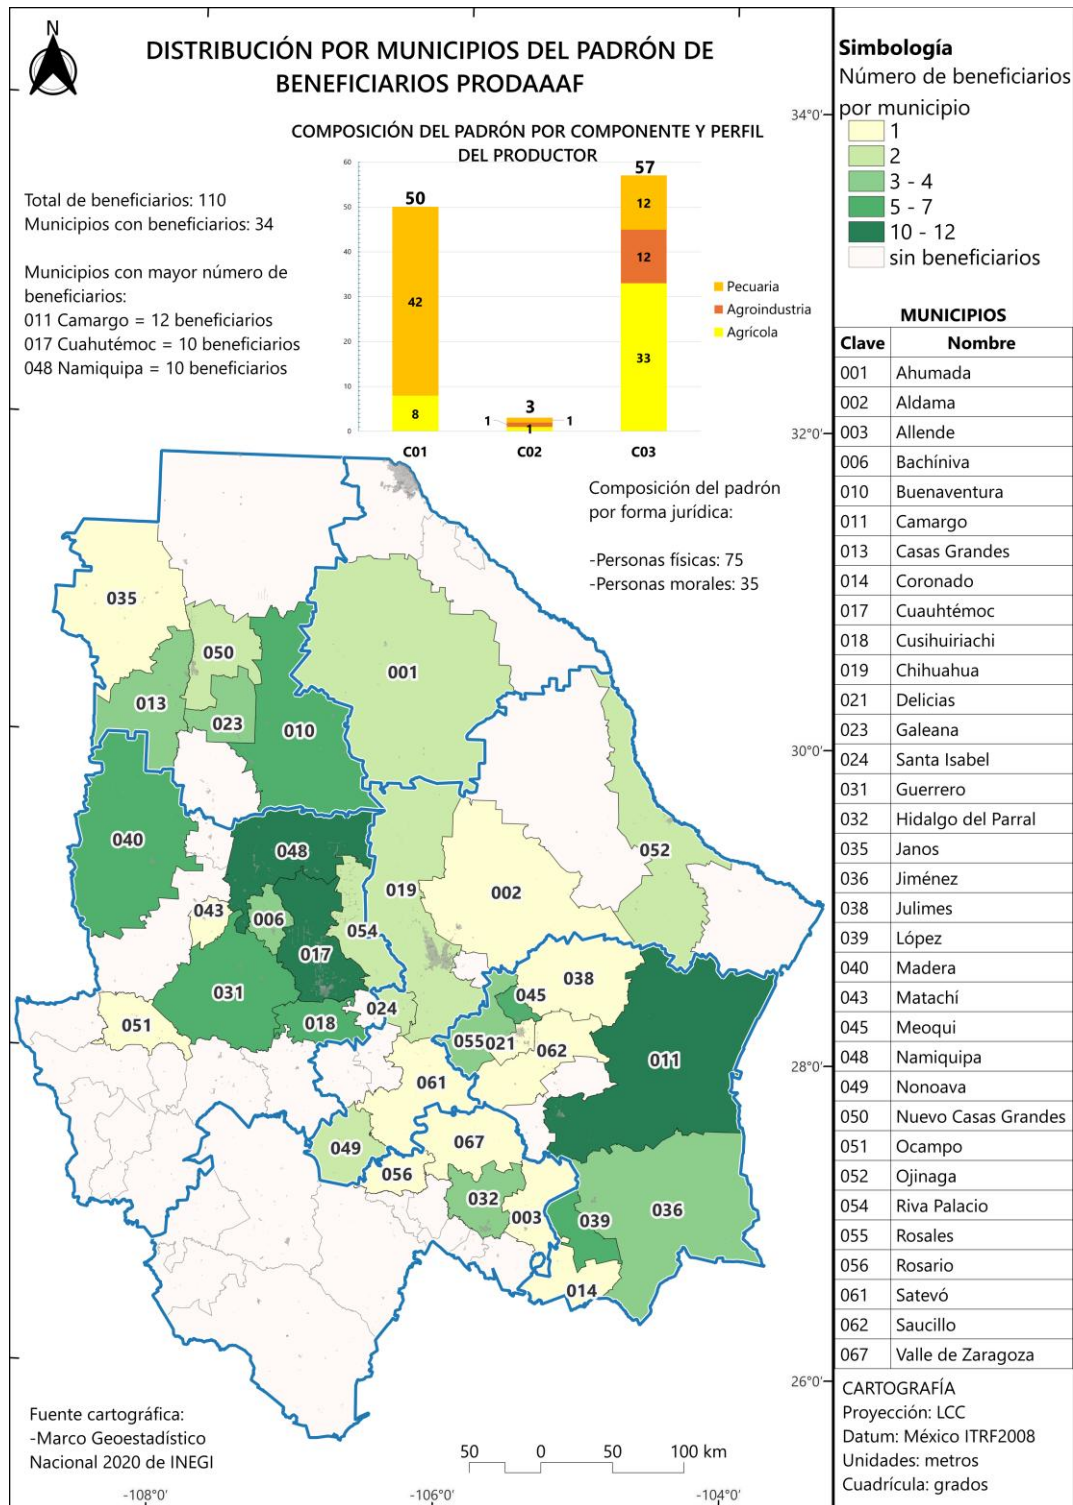 N
DISTRIBUCIÓN POR MUNICIPIOS DEL PADRÓN DE
BENEFICIARIOS PRODAAAF
COMPOSICIÓN DEL PADRÓN POR COMPONENTE Y PERFIL
DEL PRODUCTOR
Total de beneficiarios: 110
Municipios con beneficiarios: 34
Municipios con mayor número de
beneficiarios:
011 Camargo = 12 beneficiarios
017 Cuahutémoc = 10 beneficiarios
048 Namiquipa = 10 beneficiarios
60
50
40
30
20
10
0
50
42
8
3
1
1
1
57
12
12
33
C01
C02
C03
Pecuaria
Agroindustria
Agrícola
Composición del padrón
por forma jurídica:
-Personas físicas: 75
-Personas morales: 35
34°0'
32°0'
30°0'
28°0'
26°0'
035
050
001
013
023
010
040
048
052
019
002
043
006
054
017
031
038
045
024
051
018
055
021
062
011
061
049
067
056
032
003
039
036
014
Fuente cartográfica:
-Marco Geoestadístico
Nacional 2020 de INEGI
50 0 50 100 km
-108°0'
-106°0'
-104°0'
Simbología
Número de beneficiarios
por municipio
1
2
3 - 4
5 - 7
10 - 12
sin beneficiarios
MUNICIPIOS
Clave Nombre
001 Ahumada
002 Aldama
003 Allende
006 Bachíniva
010 Buenaventura
011 Camargo
013 Casas Grandes
014 Coronado
017 Cuauhtémoc
018 Cusihuiriachi
019 Chihuahua
021 Delicias
023 Galeana
024 Santa Isabel
031 Guerrero
032 Hidalgo del Parral
035 Janos
036 Jiménez
038 Julimes
039 López
040 Madera
043 Matachí
045 Meoqui
048 Namiquipa
049 Nonoava
050 Nuevo Casas Grandes
051 Ocampo
052 Ojinaga
054 Riva Palacio
055 Rosales
056 Rosario
061 Satevó
062 Saucillo
067 Valle de Zaragoza
CARTOGRAFÍA
Proyección: LCC
Datum: México ITRF2008
Unidades: metros
Cuadrícula: grados